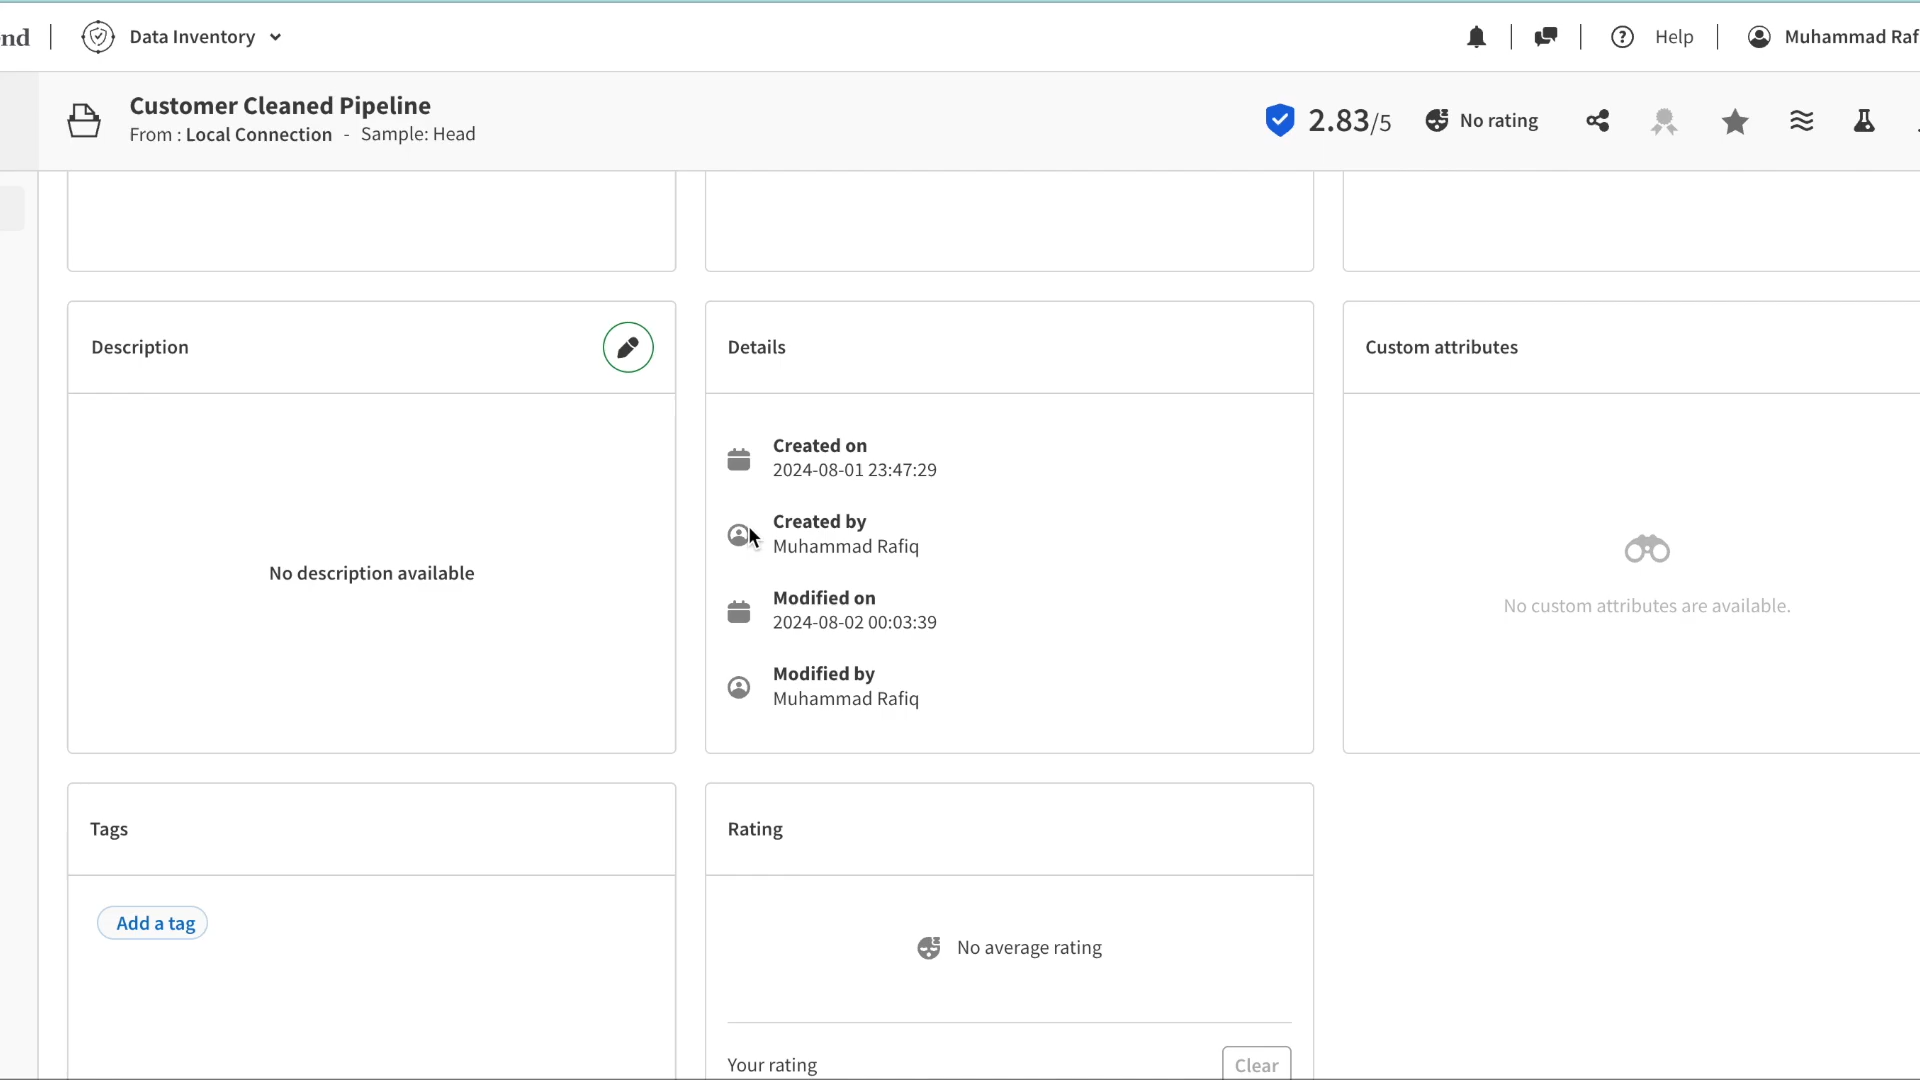 nd
Data Inventory
Help
Muhammad Raf
Customer Cleaned Pipeline
From : Local Connection - Sample: Head
2.83/5
No rating
Description
Details
Custom attributes
Created on
2024-08-01 23:47:29
Created by
Muhammad Rafiq
No description available
Modified on
2024-08-02 00:03:39
No custom attributes are available.
Modified by
Muhammad Rafiq
Tags
Rating
Add a tag
No average rating
Your rating
Clear